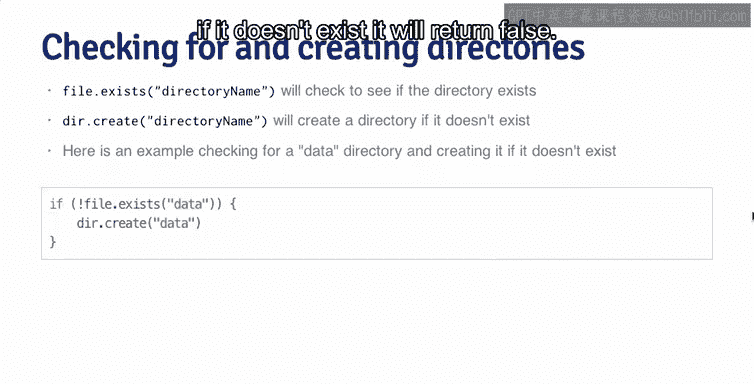 if it doesn't exist it will return false.
Checking for and creating directories
· file.exists("directoryName") will check to see if the directory exists
· dir.create("directoryName") will create a directory if it doesn't exist
· Here is an example checking for a "data" directory and creating it if it doesn't exist
if (!file.exists("data")) {
dir.create("data")
}